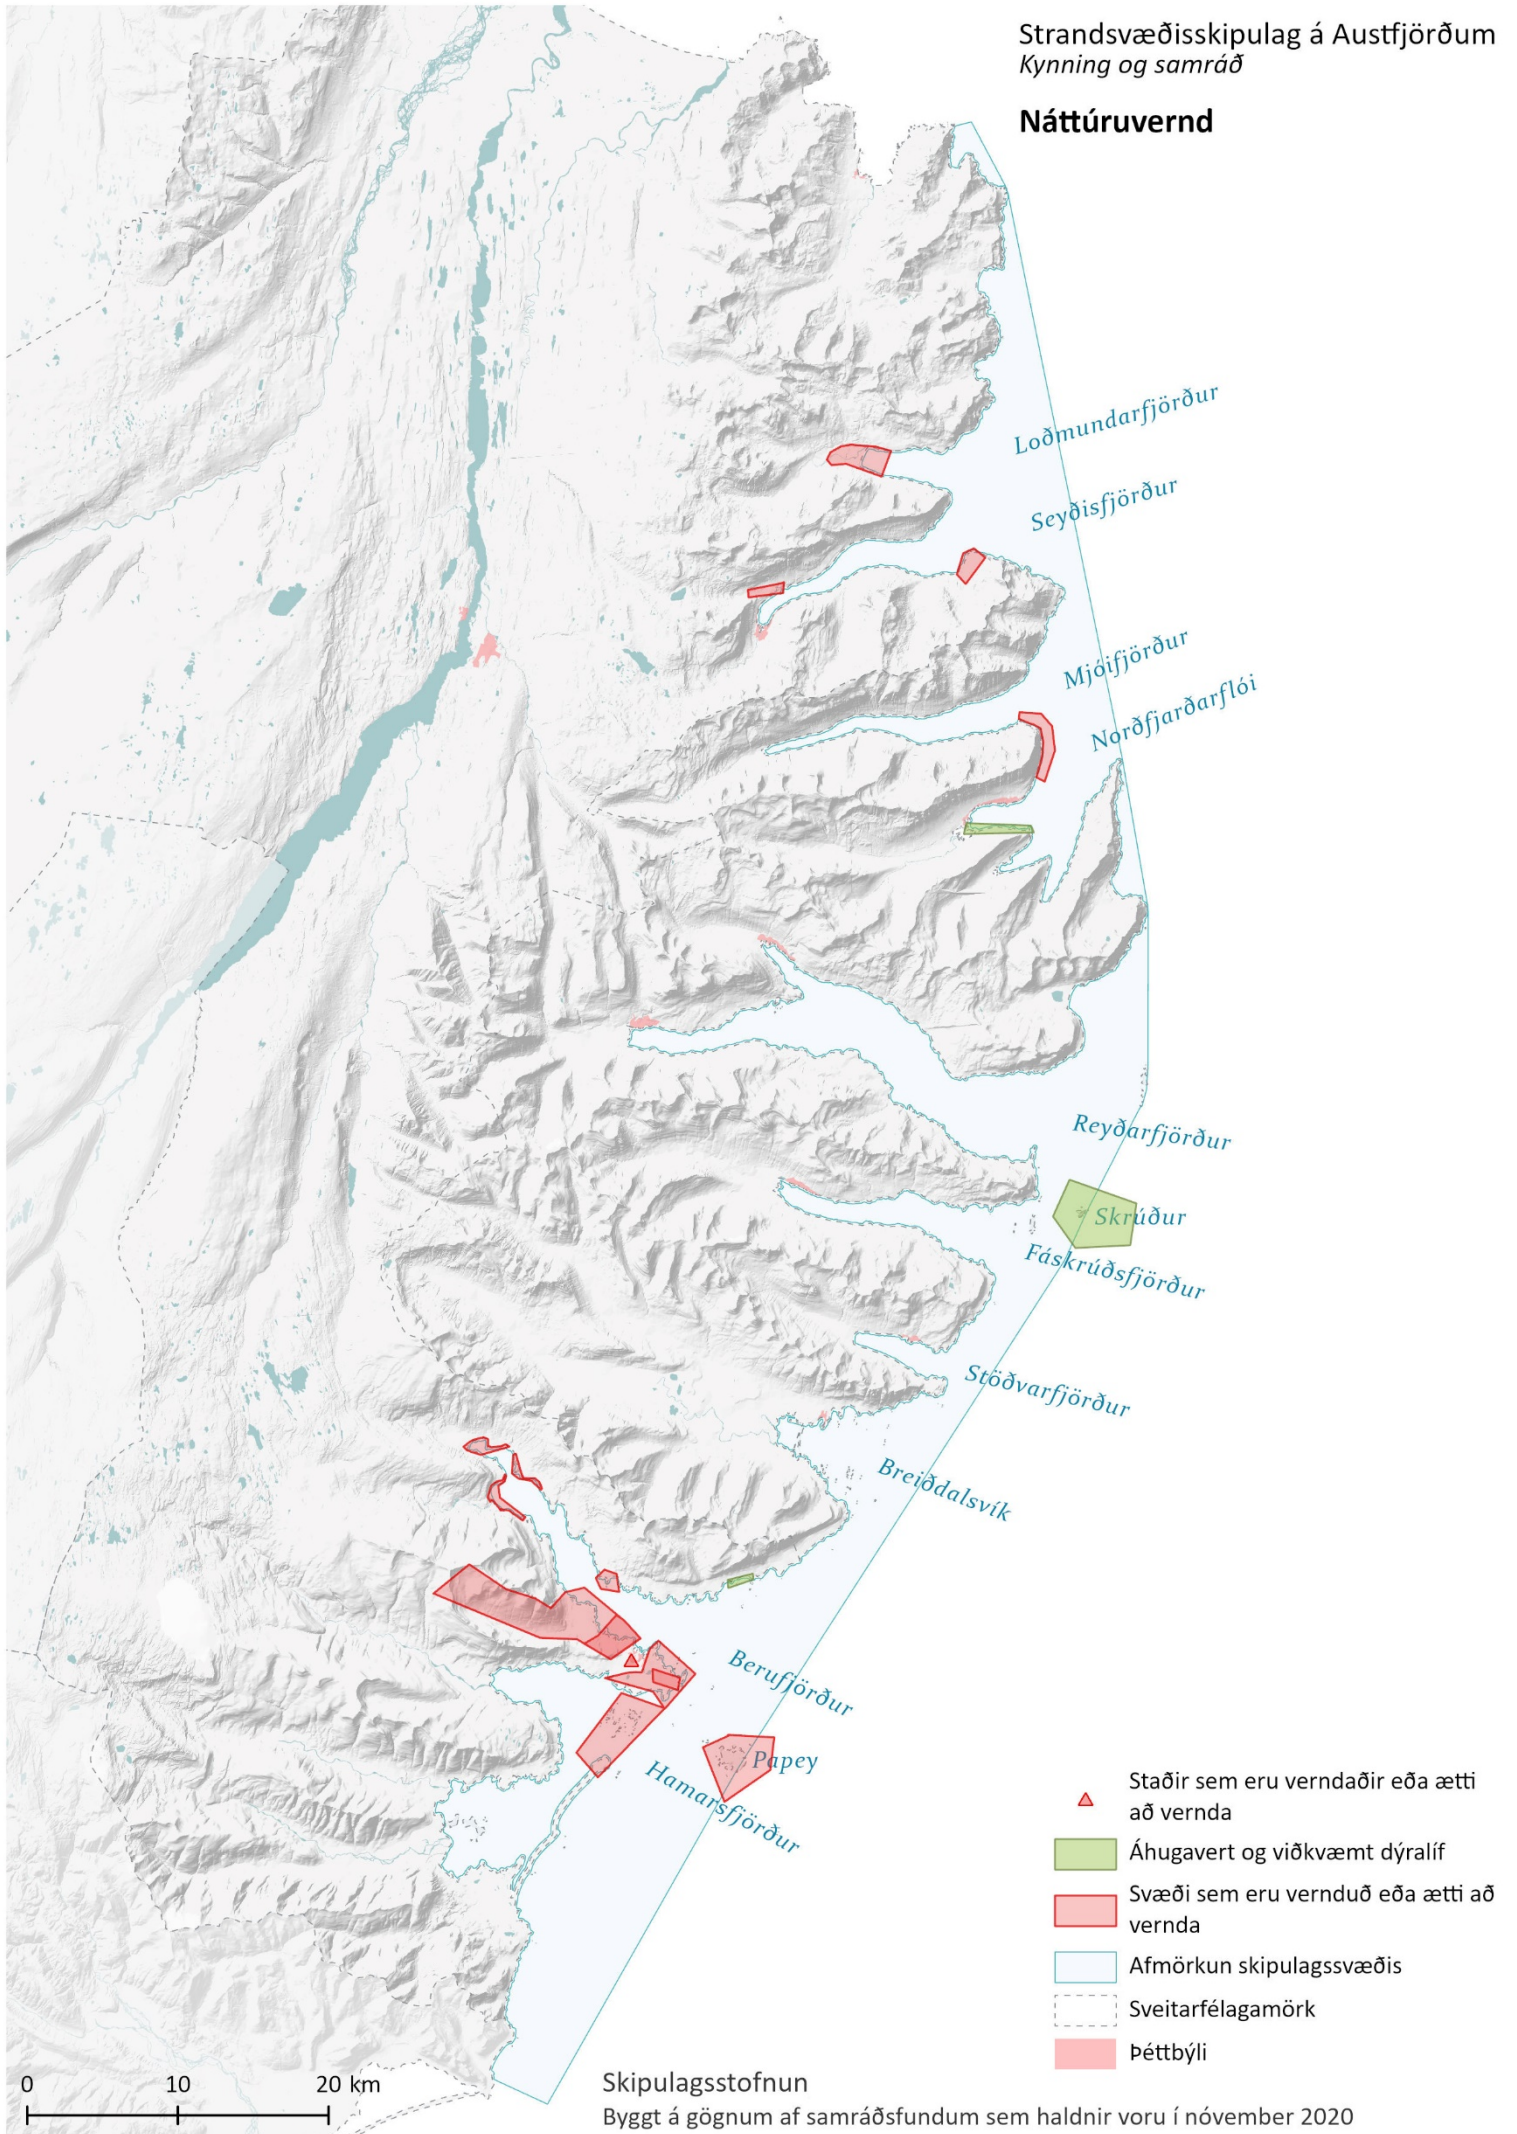 Strandsvæðisskipulag á Austfjörðum
Kynning og samráð
Náttúruvernd
Loðmundarfjörður
Seyðisfjörður
Mjóifjörður
Norðfjarðarflói
Reyðarfjörður
Skrúður
Fáskrúðsfjörður
Stöðvarfjörður
Breiðdalsvík
Berufjörður
Papey
Hamarsfjörður
Staðir sem eru verndaðir eða ætti
að vernda
Áhugavert og viðkvæmt dýralíf
Svæði sem eru vernduð eða ætti að
vernda
Afmörkun skipulagssvæðis
Sveitarfélagamörk
Þéttbýli
0 10 20 km
Skipulagsstofnun
Byggt á gögnum af samráðsfundum sem haldnir voru í nóvember 2020